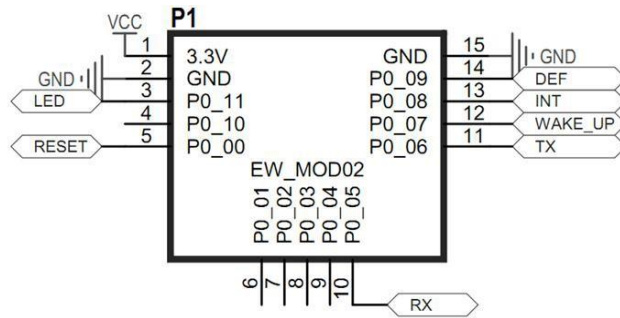 VCC
P1
1 3.3V GND 15 GND
GND 2 GND P0_09 14 DEF
LED 3 P0_11 P0_08 13 INT
4 P0_10 P0_07 12 WAKE_UP
RESET 5 P0_00 P0_06 11 TX
EW_MOD02
P0_01
P0_02
P0_03
P0_04
P0_05
6
7
8
9
10
RX